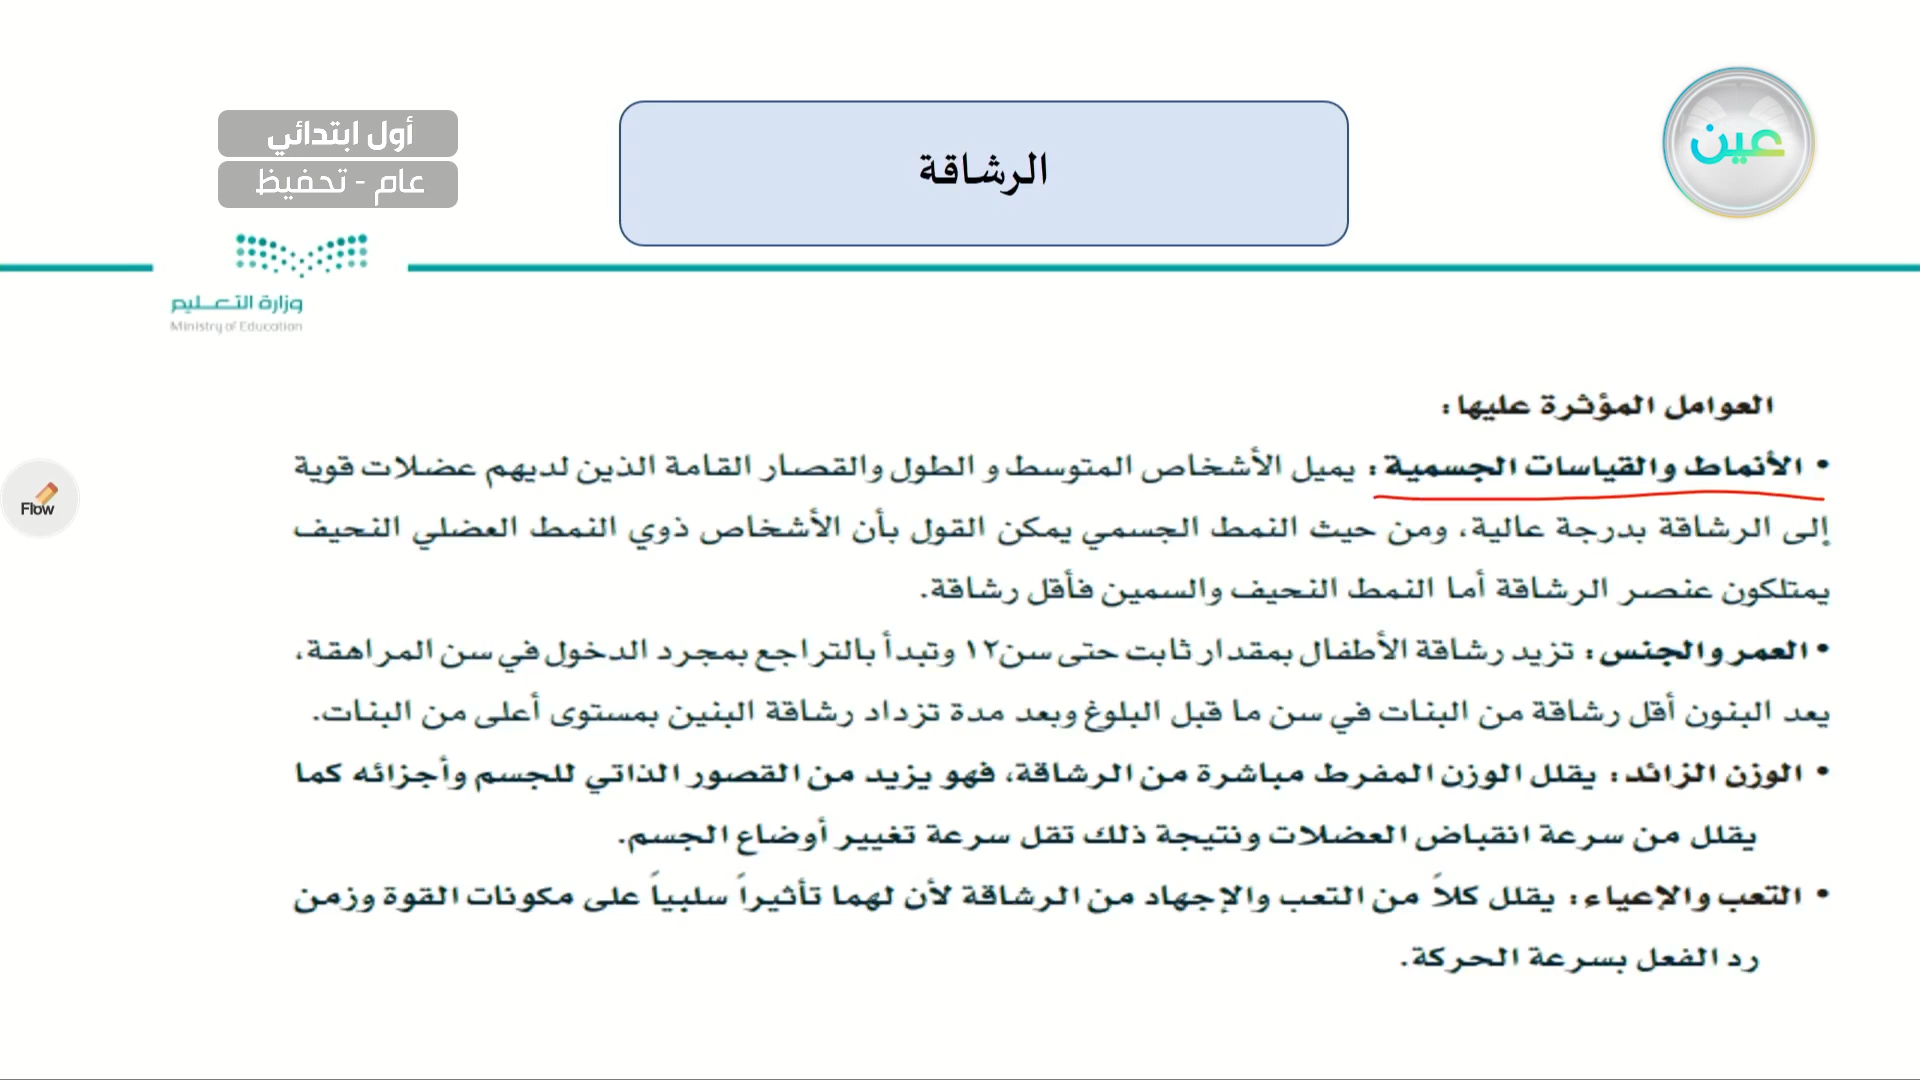 أول ابتدائي
عام - تحفيظ
الرشاقة
عين
وزارة التعليم
Ministry of Education
Flow
العوامل المؤثرة عليها:
• الأنماط والقياسات الجسمية: يميل الأشخاص المتوسط و الطول والقصار القامة الذين لديهم عضلات قوية
إلى الرشاقة بدرجة عالية، ومن حيث النمط الجسمي يمكن القول بأن الأشخاص ذوي النمط العضلي النحيف
يمتلكون عنصر الرشاقة أما النمط النحيف والسمين فأقل رشاقة.
• العمر والجنس: تزيد رشاقة الأطفال بمقدار ثابت حتى سن١٢ وتبدأ بالتراجع بمجرد الدخول في سن المراهقة،
يعد البنون أقل رشاقة من البنات في سن ما قبل البلوغ وبعد مدة تزداد رشاقة البنين بمستوى أعلى من البنات.
• الوزن الزائد: يقلل الوزن المفرط مباشرة من الرشاقة، فهو يزيد من القصور الذاتي للجسم وأجزائه كما
يقلل من سرعة انقباض العضلات ونتيجة ذلك تقل سرعة تغيير أوضاع الجسم.
• التعب والإعياء: يقلل كلاً من التعب والإجهاد من الرشاقة لأن لهما تأثيراً سلبياً على مكونات القوة وزمن
رد الفعل بسرعة الحركة.